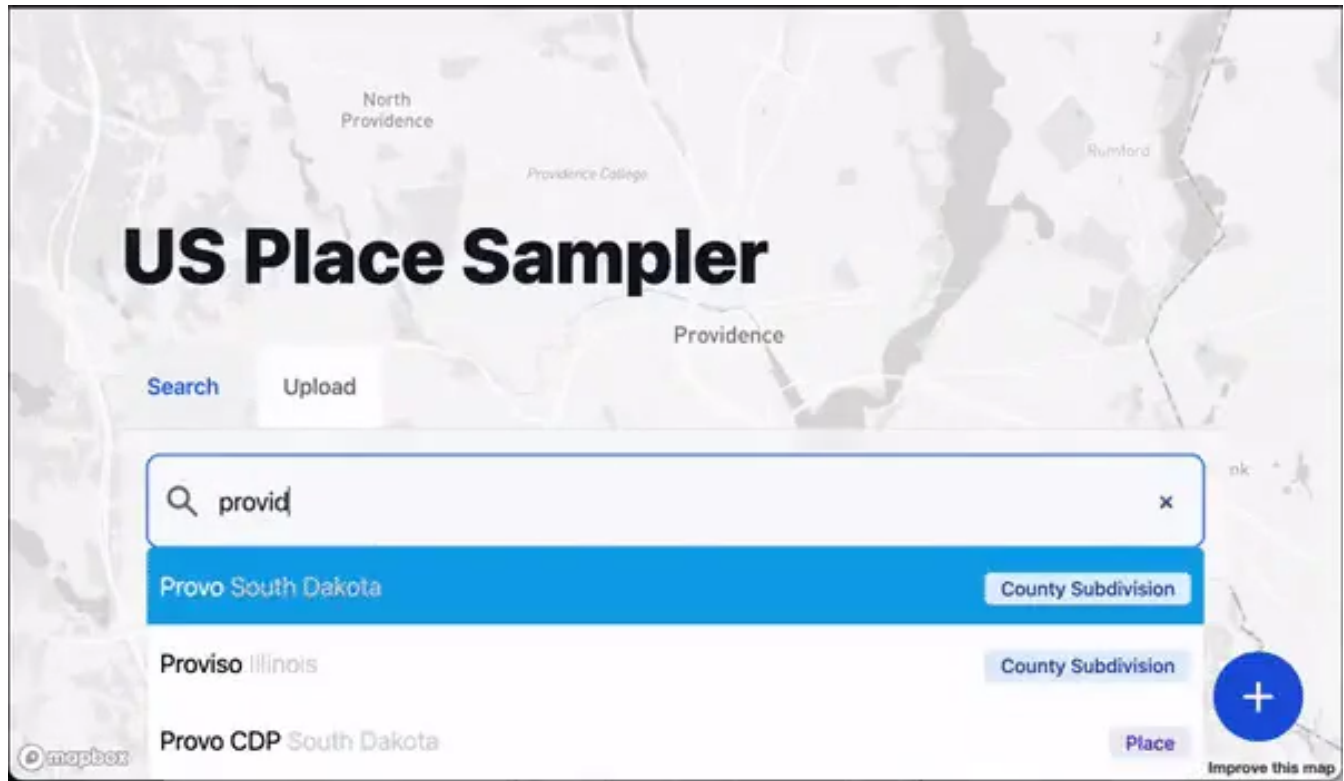 North
Providence
Providence College
Rumford
US Place Sampler
Providence
Search Upload
nk
provid ×
Provo South Dakota County Subdivision
Proviso Illinois County Subdivision
+
Provo CDP South Dakota Place
mapbox
Improve this map